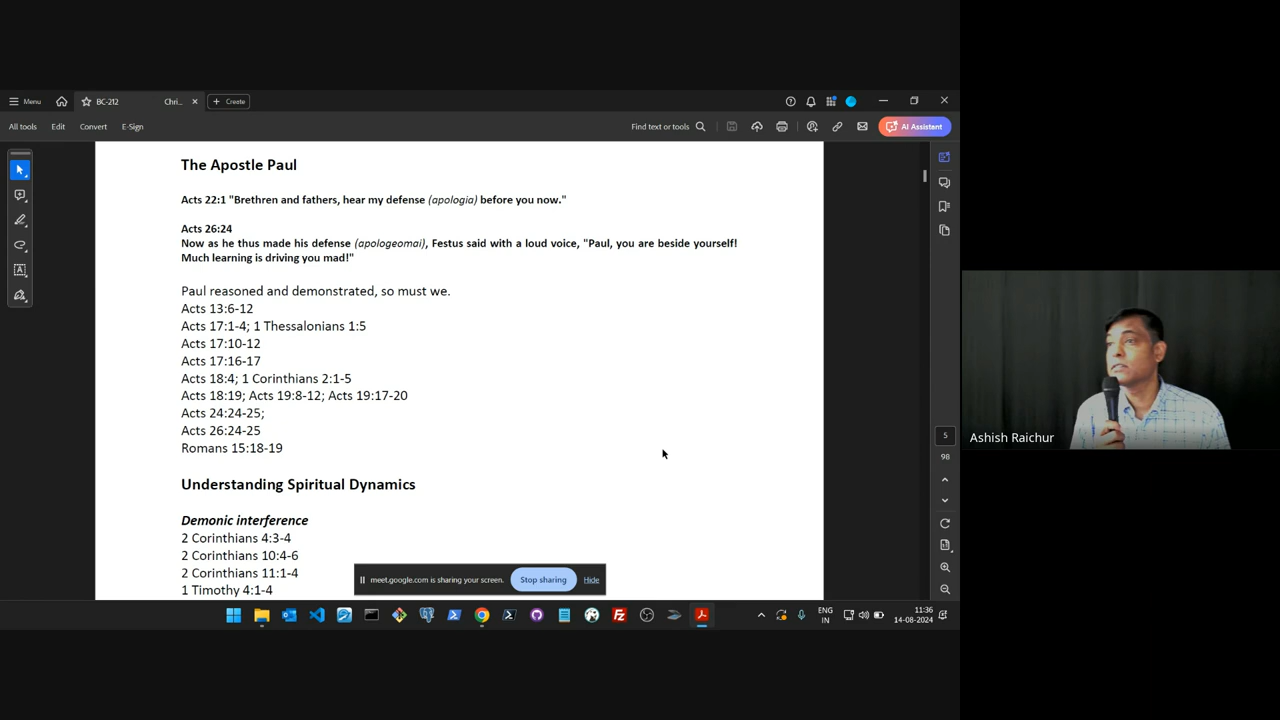 Menu
BC-212
Chri...
Create
All tools
Edit
Convert
E-Sign
Find text or tools
AI Assistant
The Apostle Paul
Acts 22:1 "Brethren and fathers, hear my defense (apologia) before you now."
Acts 26:24
Now as he thus made his defense (apologeomai), Festus said with a loud voice, "Paul, you are beside yourself!
Much learning is driving you mad!"
Paul reasoned and demonstrated, so must we.
Acts 13:6-12
Acts 17:1-4; 1 Thessalonians 1:5
Acts 17:10-12
Acts 17:16-17
Acts 18:4; 1 Corinthians 2:1-5
Acts 18:19; Acts 19:8-12; Acts 19:17-20
Acts 24:24-25;
Acts 26:24-25
Romans 15:18-19
Understanding Spiritual Dynamics
Demonic interference
2 Corinthians 4:3-4
2 Corinthians 10:4-6
2 Corinthians 11:1-4
1 Timothy 4:1-4
5
98
meet.google.com is sharing your screen.
Stop sharing
Hide
ENG
IN
11:36
14-08-2024
Ashish Raichur